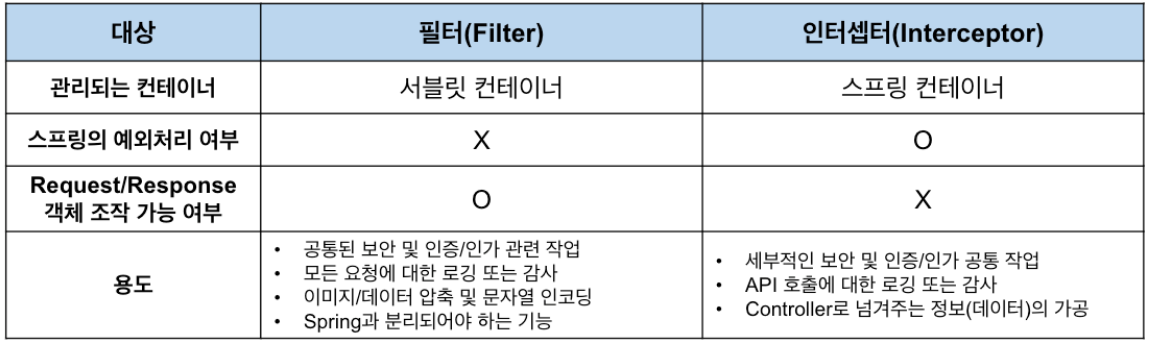 대상 필터(Filter) 인터셉터(Interceptor)
관리되는 컨테이너 서블릿 컨테이너 스프링 컨테이너
스프링의 예외처리 여부 X O
Request/Response
객체 조작 가능 여부 O X
용도
• 공통된 보안 및 인증/인가 관련 작업
• 모든 요청에 대한 로깅 또는 감사
• 이미지/데이터 압축 및 문자열 인코딩
• Spring과 분리되어야 하는 기능
• 세부적인 보안 및 인증/인가 공통 작업
• API 호출에 대한 로깅 또는 감사
• Controller로 넘겨주는 정보(데이터)의 가공